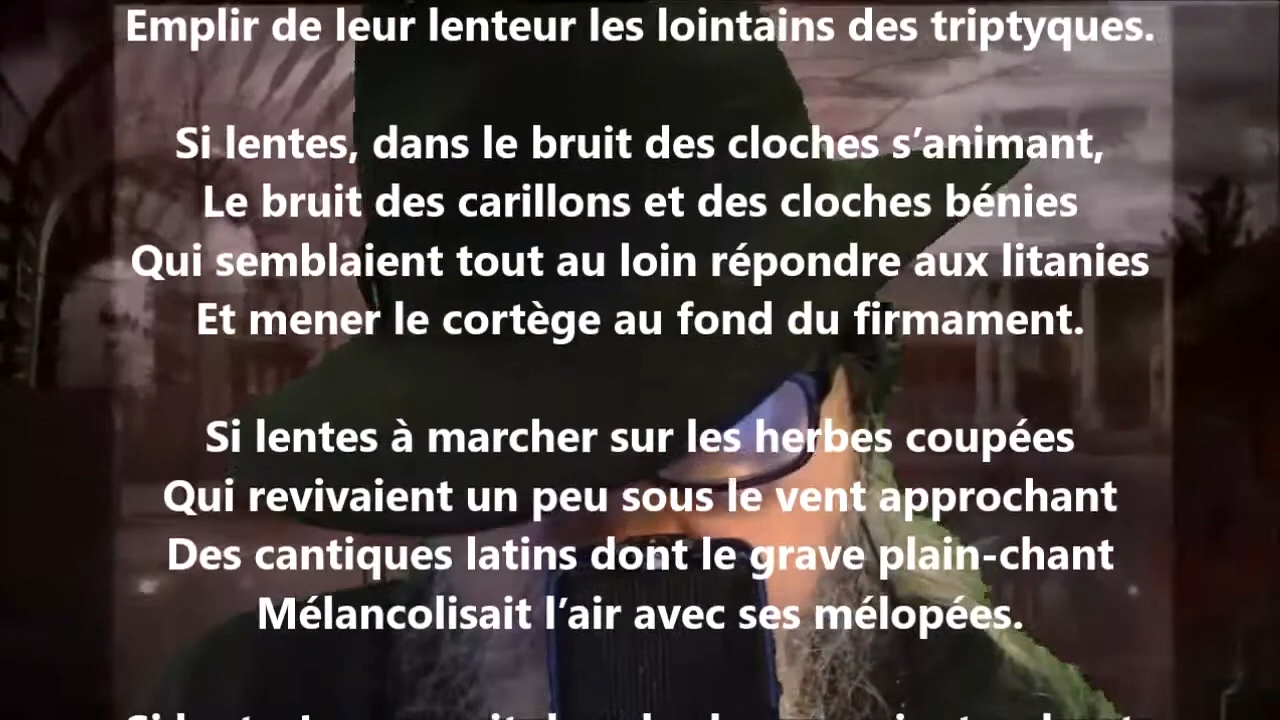 Emplir de leur lenteur les lointains des triptyques.
Si lentes, dans le bruit des cloches s’animant,
Le bruit des carillons et des cloches bénies
Qui semblaient tout au loin répondre aux litanies
Et mener le cortège au fond du firmament.
Si lentes à marcher sur les herbes coupées
Qui revivaient un peu sous le vent approchant
Des cantiques latins dont le grave plain-chant
Mélancolisait l’air avec ses mélopées.